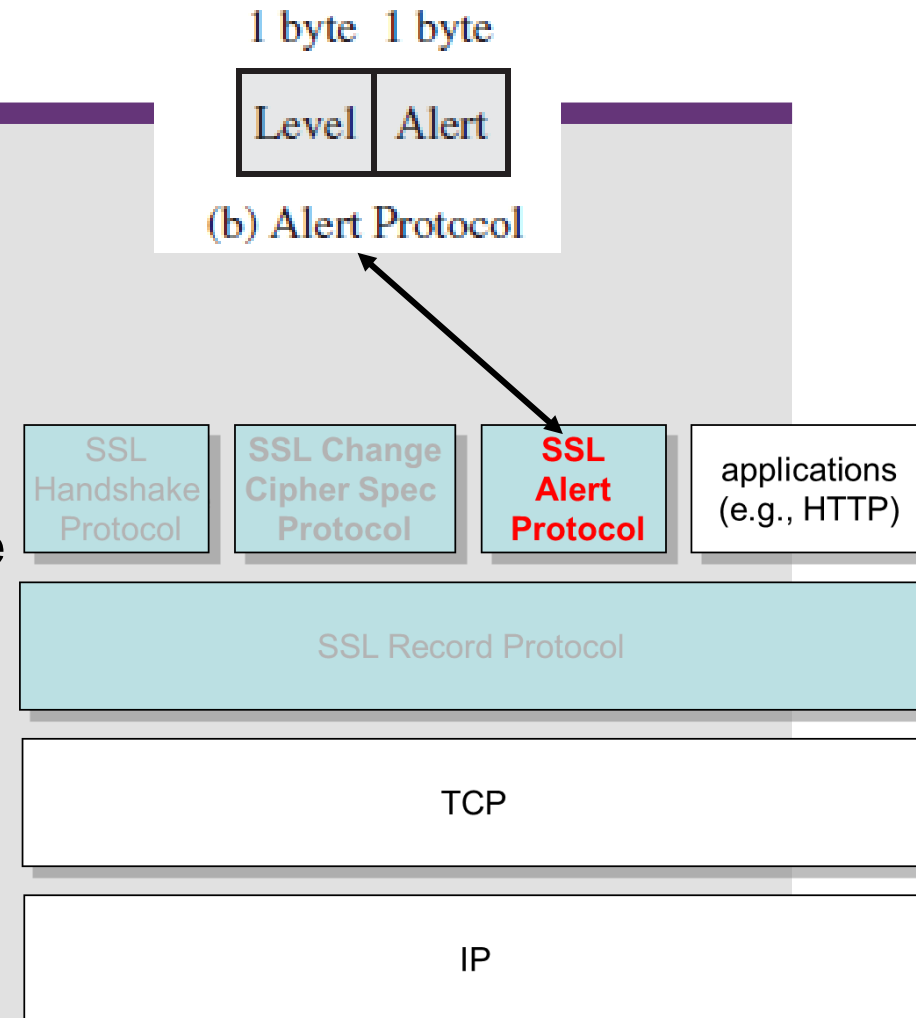 1 byte 1 byte
Level Alert
(b) Alert Protocol
SSL
Handshake
Protocol
SSL Change
Cipher Spec
Protocol
SSL
Alert
Protocol
applications
(e.g., HTTP)
e
SSL Record Protocol
TCP
IP